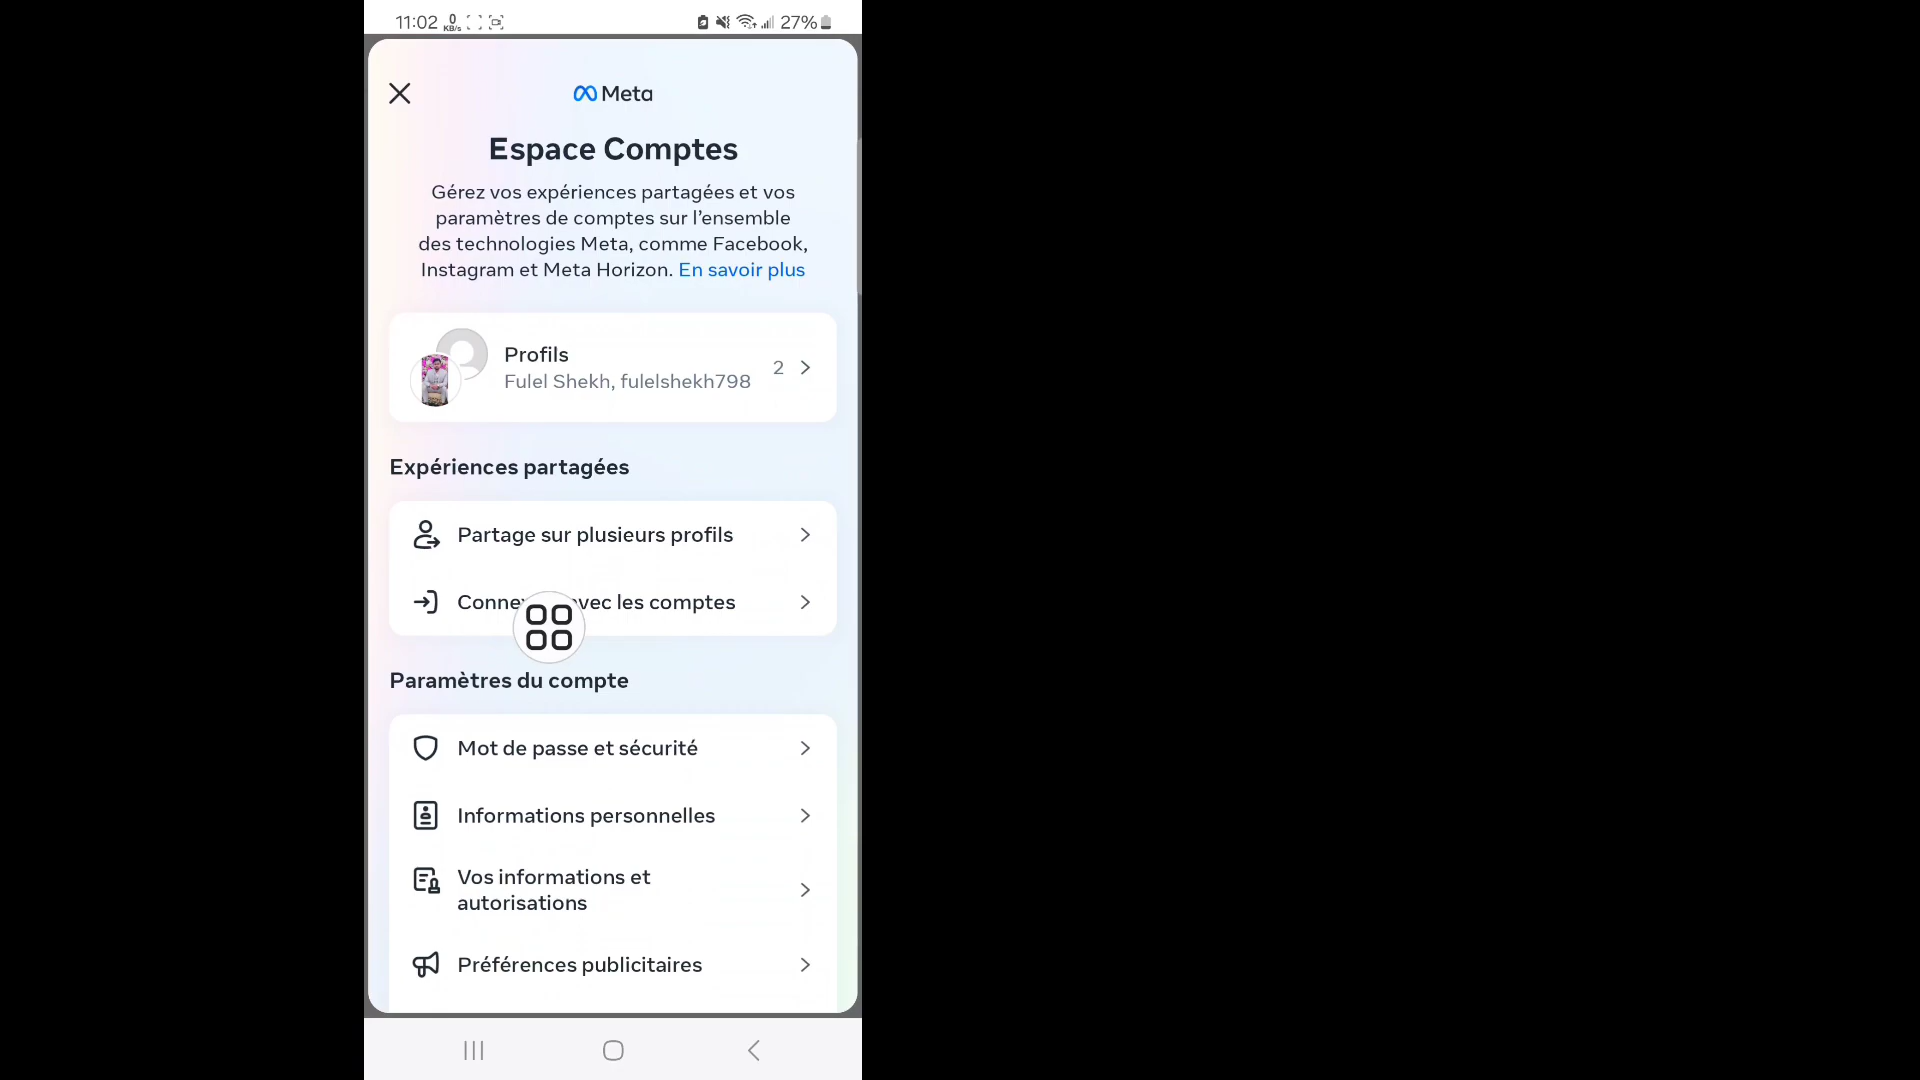 11:02 0 KB/s 27%
Meta
Espace Comptes
Gérez vos expériences partagées et vos
paramètres de comptes sur l’ensemble
des technologies Meta, comme Facebook,
Instagram et Meta Horizon. En savoir plus
Profils
Fulel Shekh, fulelshekh798 2
Expériences partagées
Partage sur plusieurs profils
avec les comptes
Paramètres du compte
Mot de passe et sécurité
Informations personnelles
Vos informations et
autorisations
Préférences publicitaires